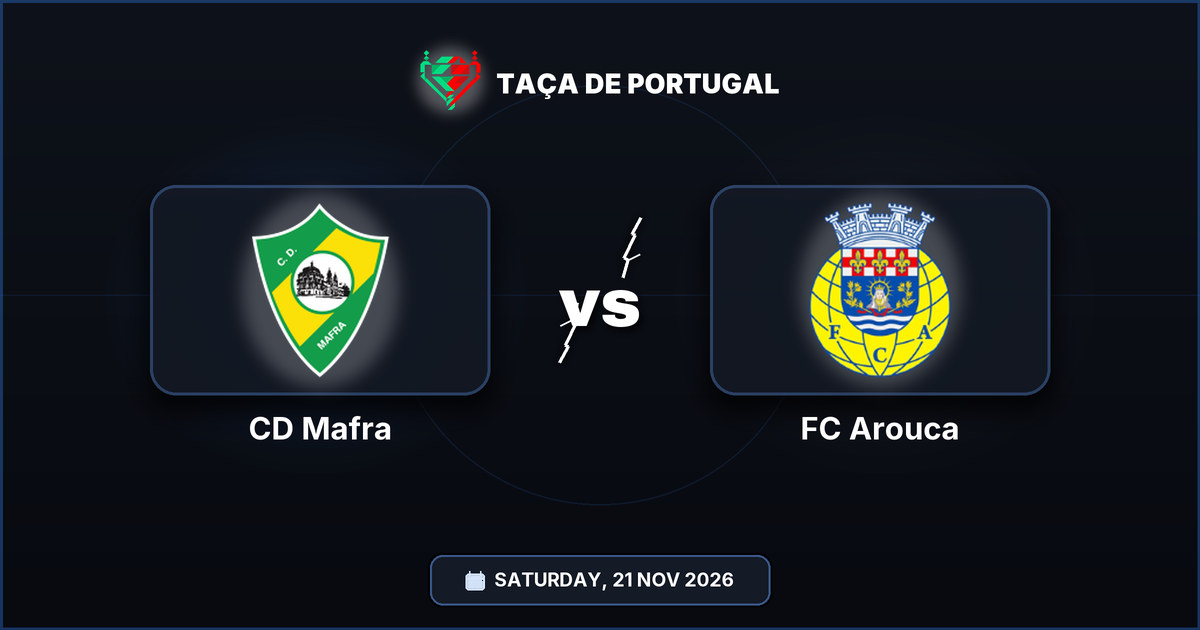 TAÇA DE PORTUGAL
C. D.
MAFRA
F C A
VS
CD Mafra
FC Arouca
SATURDAY, 21 NOV 2026